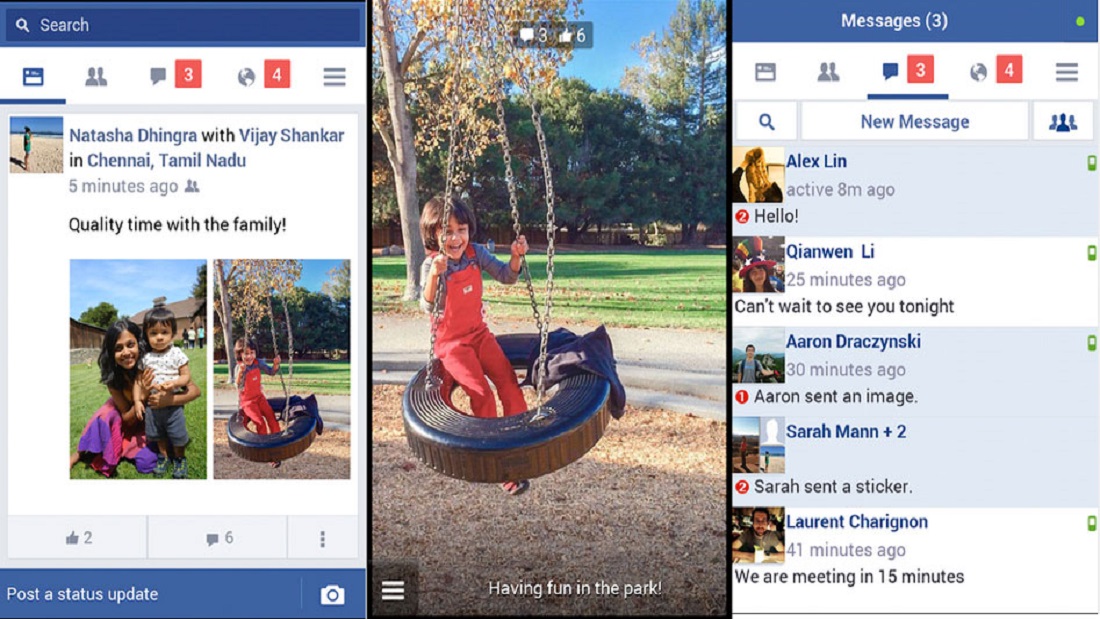 Search
3
4
Natasha Dhingra with Vijay Shankar
in Chennai, Tamil Nadu
5 minutes ago
Quality time with the family!
2
6
Post a status update
3 6
Having fun in the park!
Messages (3)
3
4
New Message
Alex Lin
active 8m ago
2 Hello!
Qianwen Li
25 minutes ago
Can't wait to see you tonight
Aaron Draczynski
30 minutes ago
1 Aaron sent an image.
Sarah Mann + 2
2 Sarah sent a sticker.
Laurent Charignon
41 minutes ago
We are meeting in 15 minutes